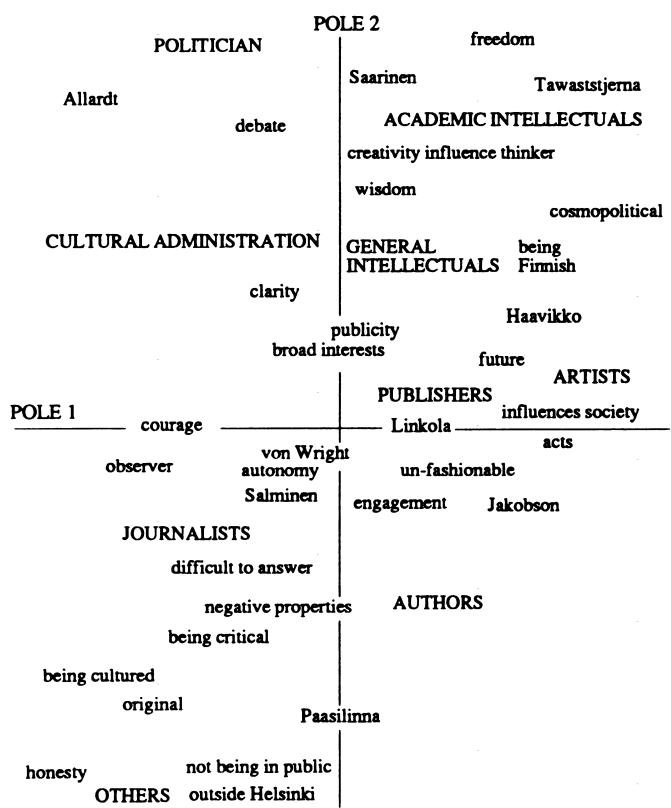 POLE 2
POLITICIAN
freedom
Saarinen
Tawaststjerna
Allardt
ACADEMIC INTELLECTUALS
debate
creativity influence thinker
wisdom
cosmopolitical
CULTURAL ADMINISTRATION
GENERAL
INTELLECTUALS
being
Finnish
clarity
Haavikko
publicity
broad interests
future
ARTISTS
PUBLISHERS
influences society
POLE 1
courage
Linkola
acts
von Wright
observer
autonomy
un-fashionable
Salminen
engagement
Jakobson
JOURNALISTS
difficult to answer
negative properties
AUTHORS
being critical
being cultured
original
Paasilinna
honesty
not being in public
OTHERS
outside Helsinki